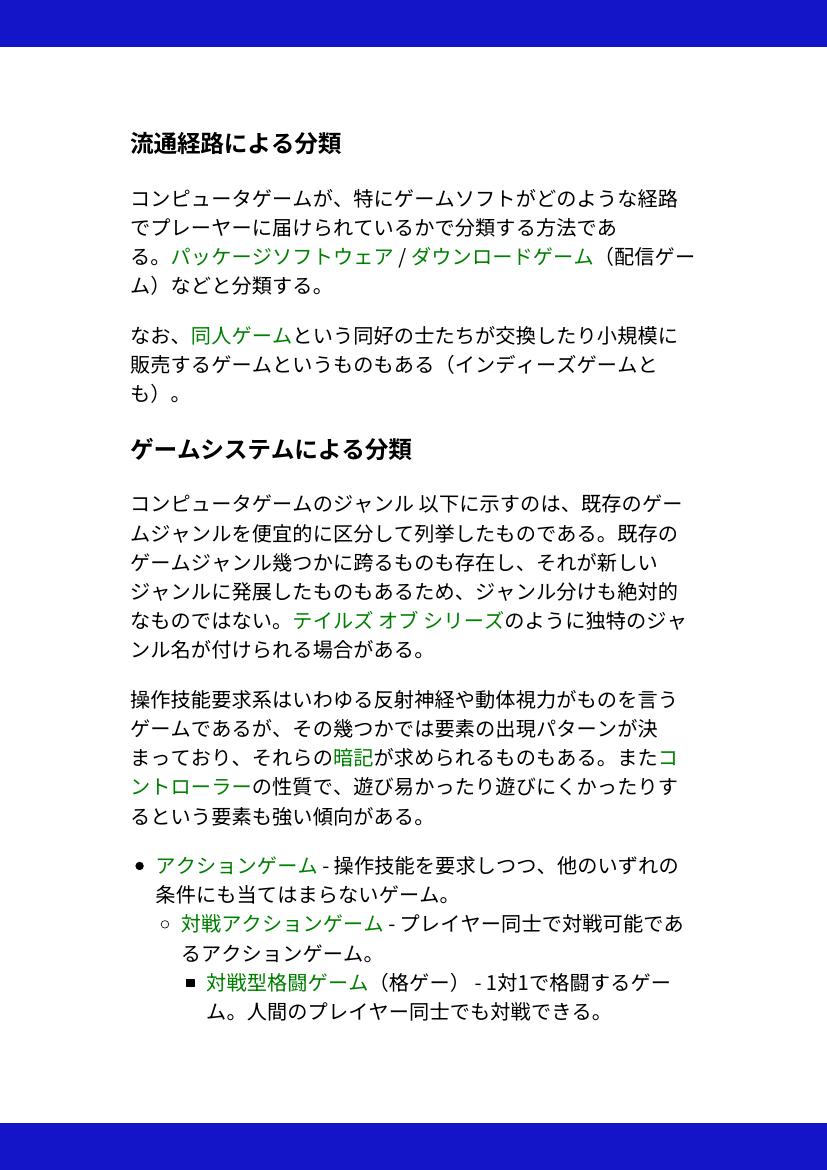 流通経路による分類
コンピュータゲームが、特にゲームソフトがどのような経路
でプレーヤーに届けられているかで分類する方法であ
る。パッケージソフトウェア / ダウンロードゲーム（配信ゲー
ム）などと分類する。
なお、同人ゲームという同好の士たちが交換したり小規模に
販売するゲームというものもある（インディーズゲームと
も）。
ゲームシステムによる分類
コンピュータゲームのジャンル 以下に示すのは、既存のゲー
ムジャンルを便宜的に区分して列挙したものである。既存の
ゲームジャンル幾つかに跨るものも存在し、それが新しい
ジャンルに発展したものもあるため、ジャンル分けも絶対的
なものではない。テイルズ オブ シリーズのように独特のジャ
ンル名が付けられる場合がある。
操作技能要求系はいわゆる反射神経や動体視力がものを言う
ゲームであるが、その幾つかでは要素の出現パターンが決
まっており、それらの暗記が求められるものもある。またコ
ントローラーの性質で、遊び易かったり遊びにくかったりす
るという要素も強い傾向がある。
• アクションゲーム - 操作技能を要求しつつ、他のいずれの
条件にも当てはまらないゲーム。
◦ 対戦アクションゲーム - プレイヤー同士で対戦可能であ
るアクションゲーム。
▪ 対戦型格闘ゲーム（格ゲー） - 1対1で格闘するゲー
ム。人間のプレイヤー同士でも対戦できる。